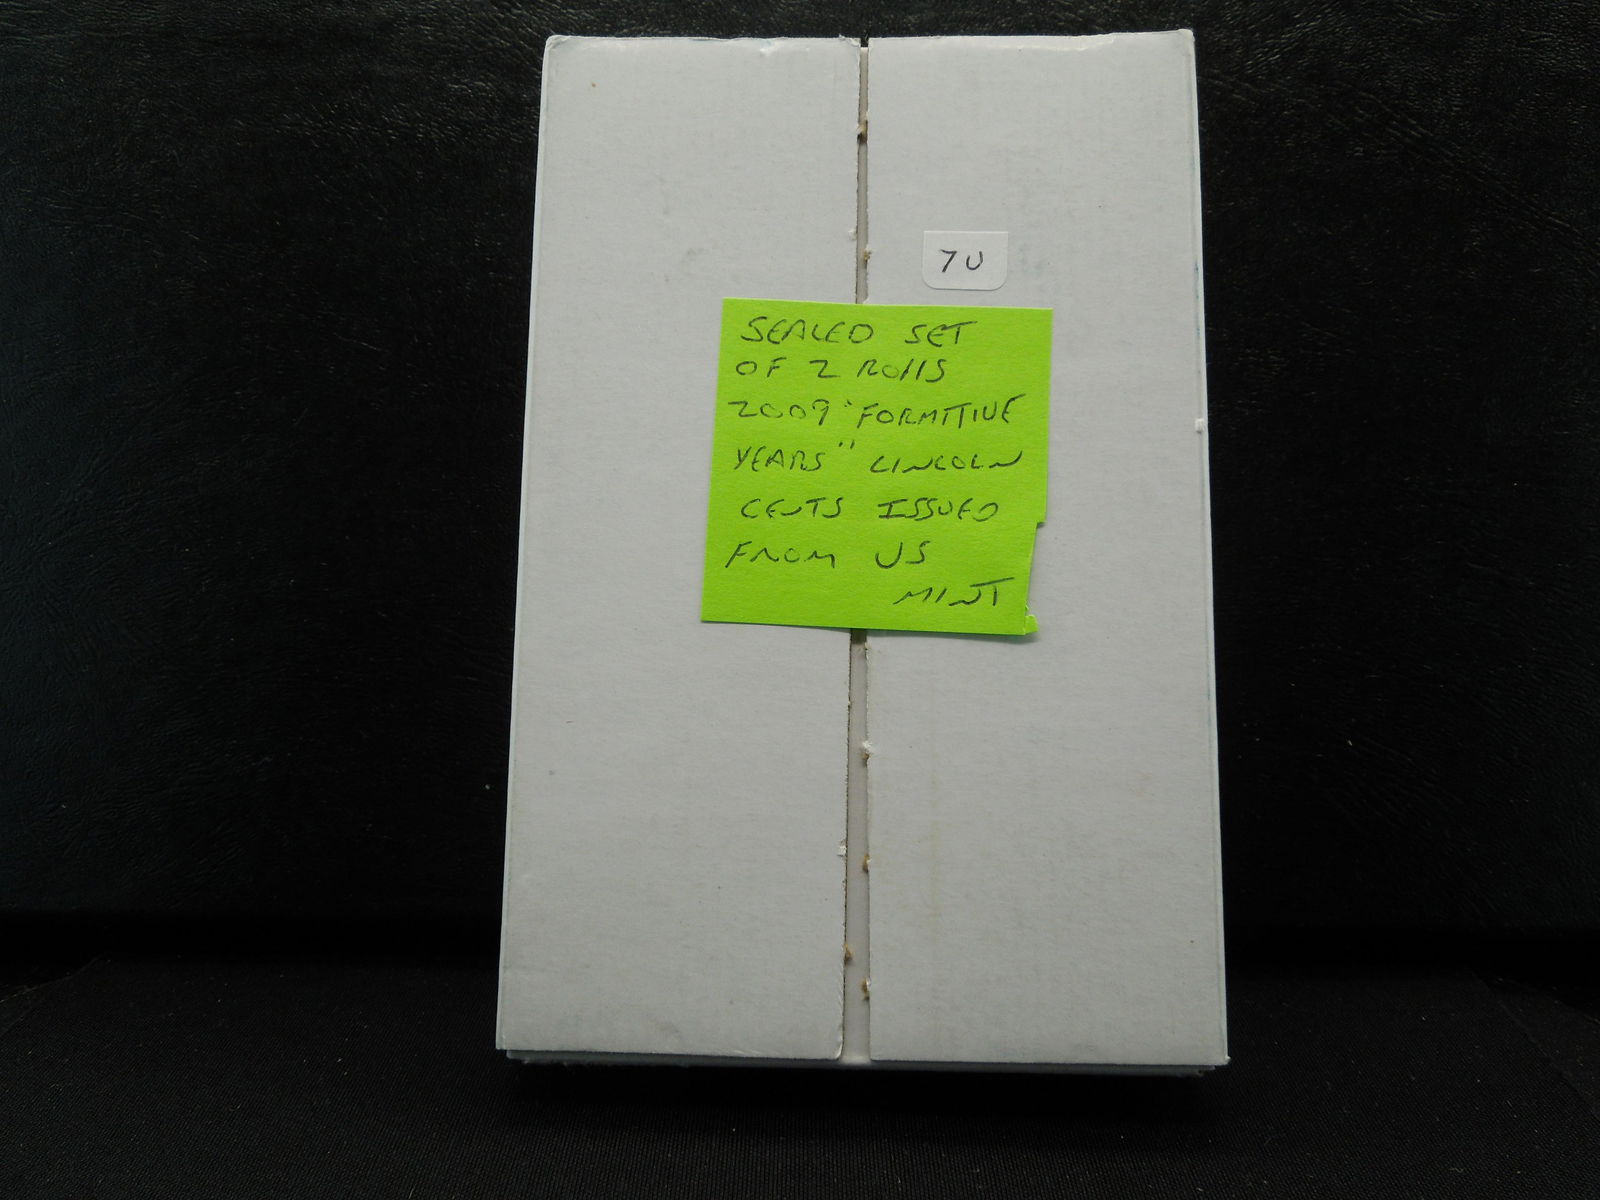 7U
SEALED SET
OF 2 ROllS
2009 "FORMITIVE
YEARS" LINCOLN
CENTS ISSUED
FROM US
MINT